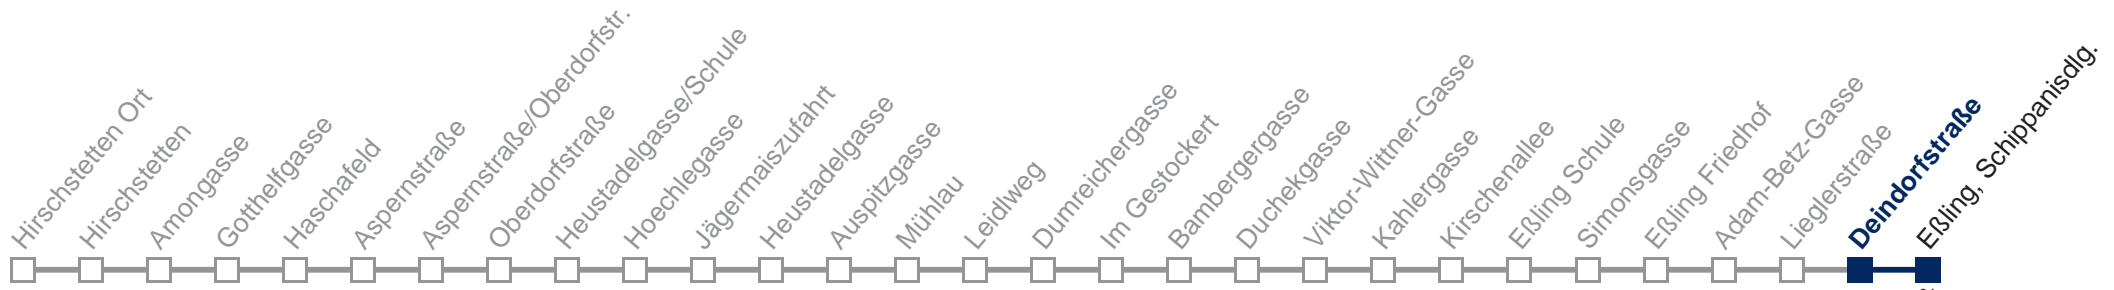 Hirschstetten Ort
Hirschstetten
Amongasse
Gotthelfgasse
Haschafeld
Aspernstraße
Aspernstraße/Oberdorfstr.
Oberdorfstraße
Heustadelgasse/Schule
Hoechlegasse
Jägermaiszufahrt
Heustadelgasse
Auspitzgasse
Mühlau
Leidlweg
Dumreichergasse
Im Gestockert
Bambergergasse
Duchekgasse
Viktor-Wittner-Gasse
Kahlergasse
Kirschenallee
Eßling Schule
Simonsgasse
Eßling Friedhof
Adam-Betz-Gasse
Lieglerstraße
Deindorfstraße
Eßling, Schippanisdlg.